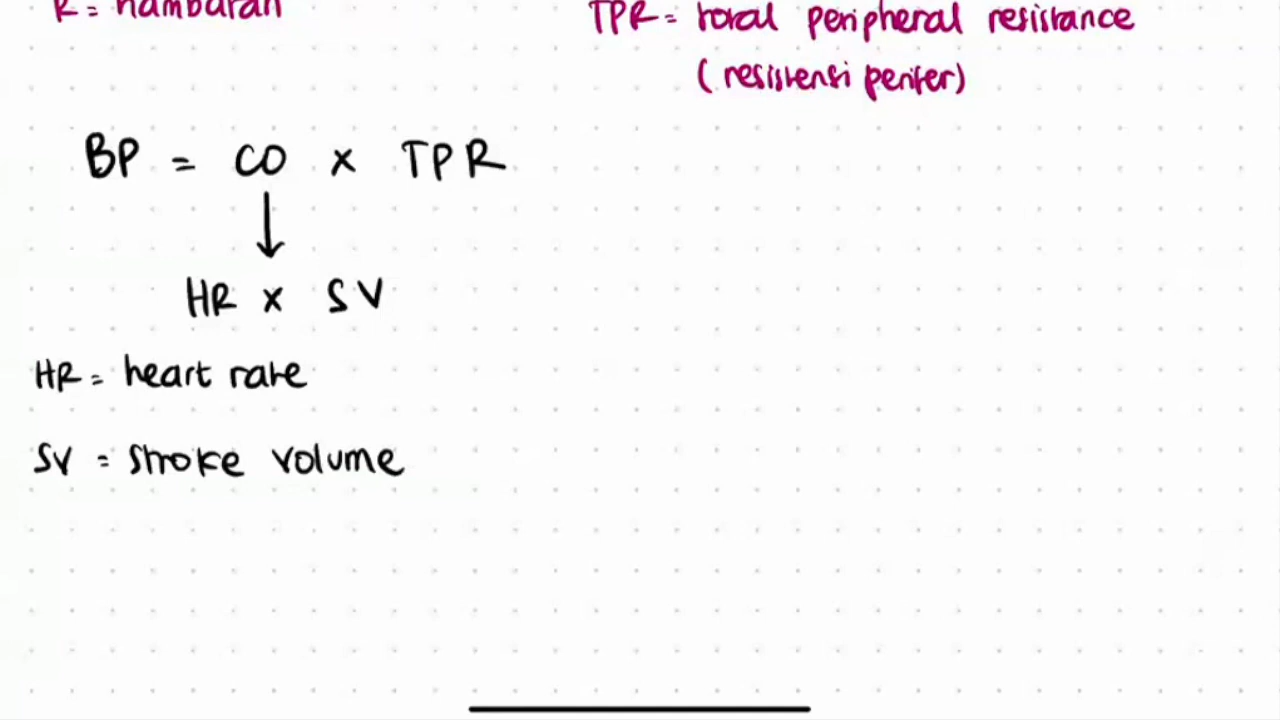 R = hambatan
TPR = total peripheral resistance
(resistensi perifer)
BP = CO x TPR
↓
HR x SV
HR = heart rate
SV = stroke volume